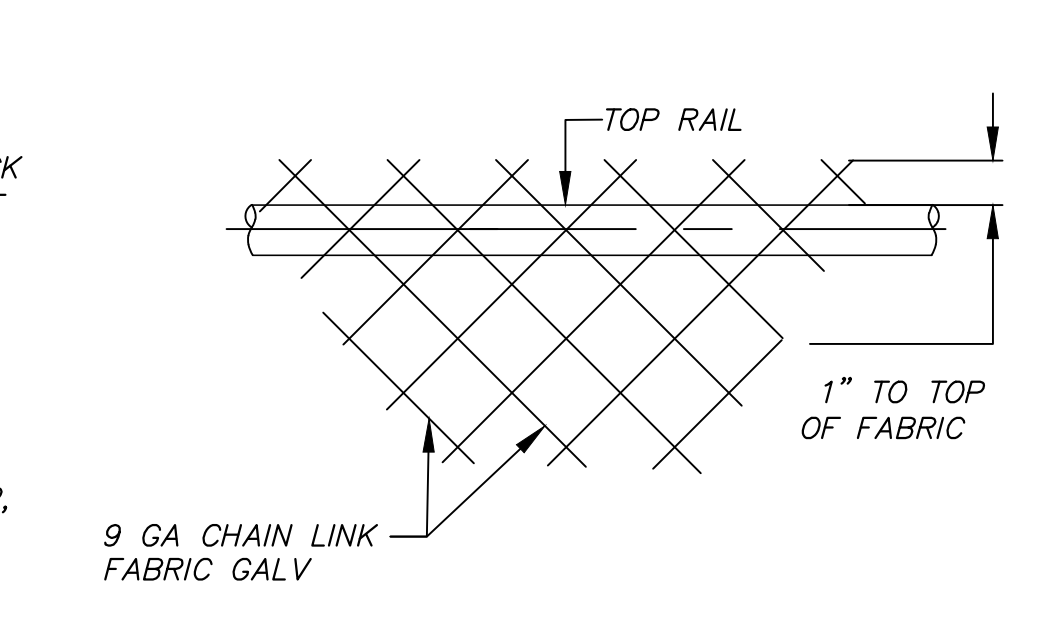 TOP RAIL
1” TO TOP
OF FABRIC
9 GA CHAIN LINK
FABRIC GALV